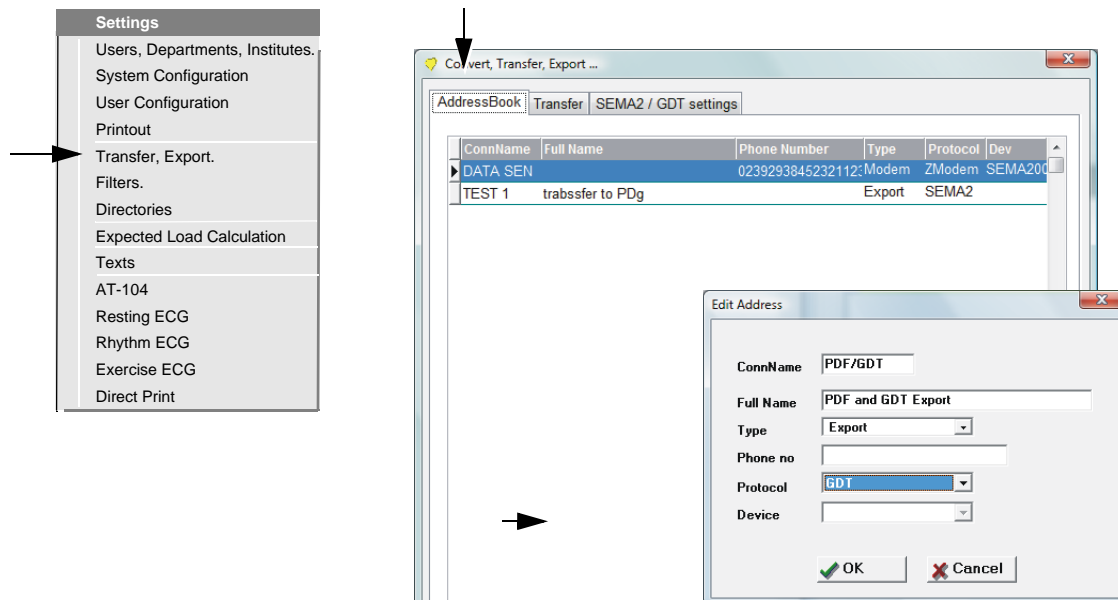 Settings
Users, Departments, Institutes.
System Configuration
User Configuration
Printout
Transfer, Export.
Filters.
Directories
Expected Load Calculation
Texts
AT-104
Resting ECG
Rhythm ECG
Exercise ECG
Direct Print
Convert, Transfer, Export ...
AddressBook Transfer SEMA2 / GDT settings
ConnName Full Name Phone Number Type Protocol Dev
DATA SEN 02392938452321123 Modem ZModem SEMA200
TEST 1 trabssfer to PDg Export SEMA2
Edit Address
ConnName PDF/GDT
Full Name PDF and GDT Export
Type Export
Phone no
Protocol GDT
Device
OK Cancel